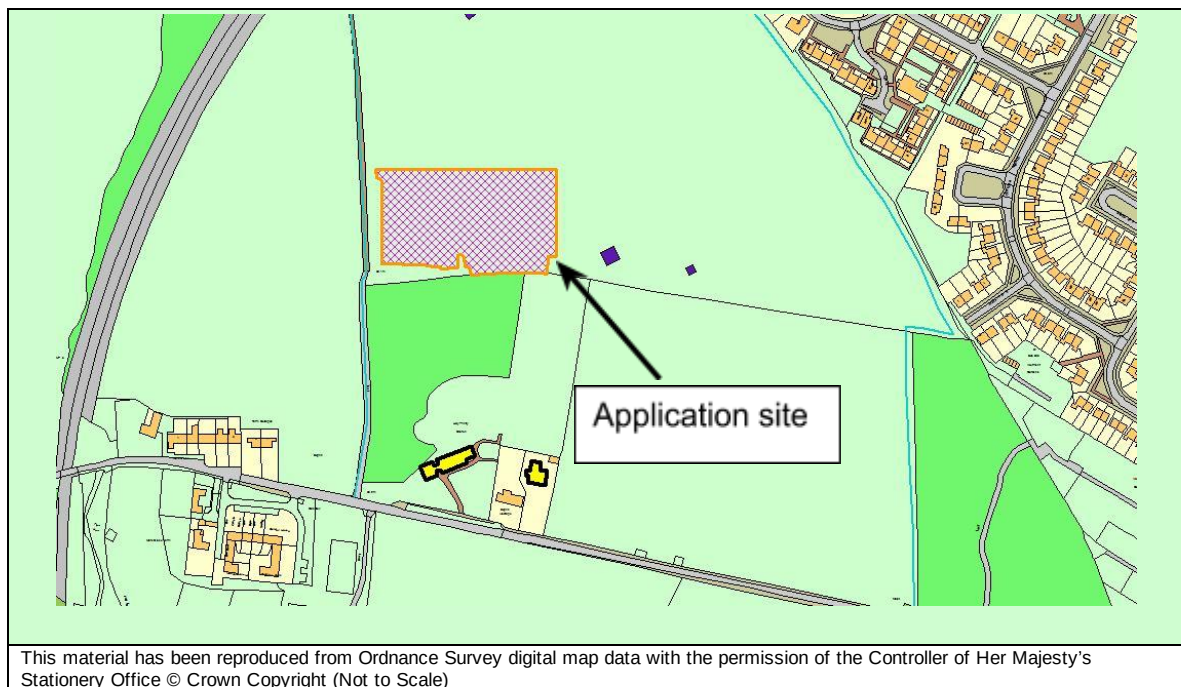 Application site
This material has been reproduced from Ordnance Survey digital map data with the permission of the Controller of Her Majesty's
Stationery Office © Crown Copyright (Not to Scale)